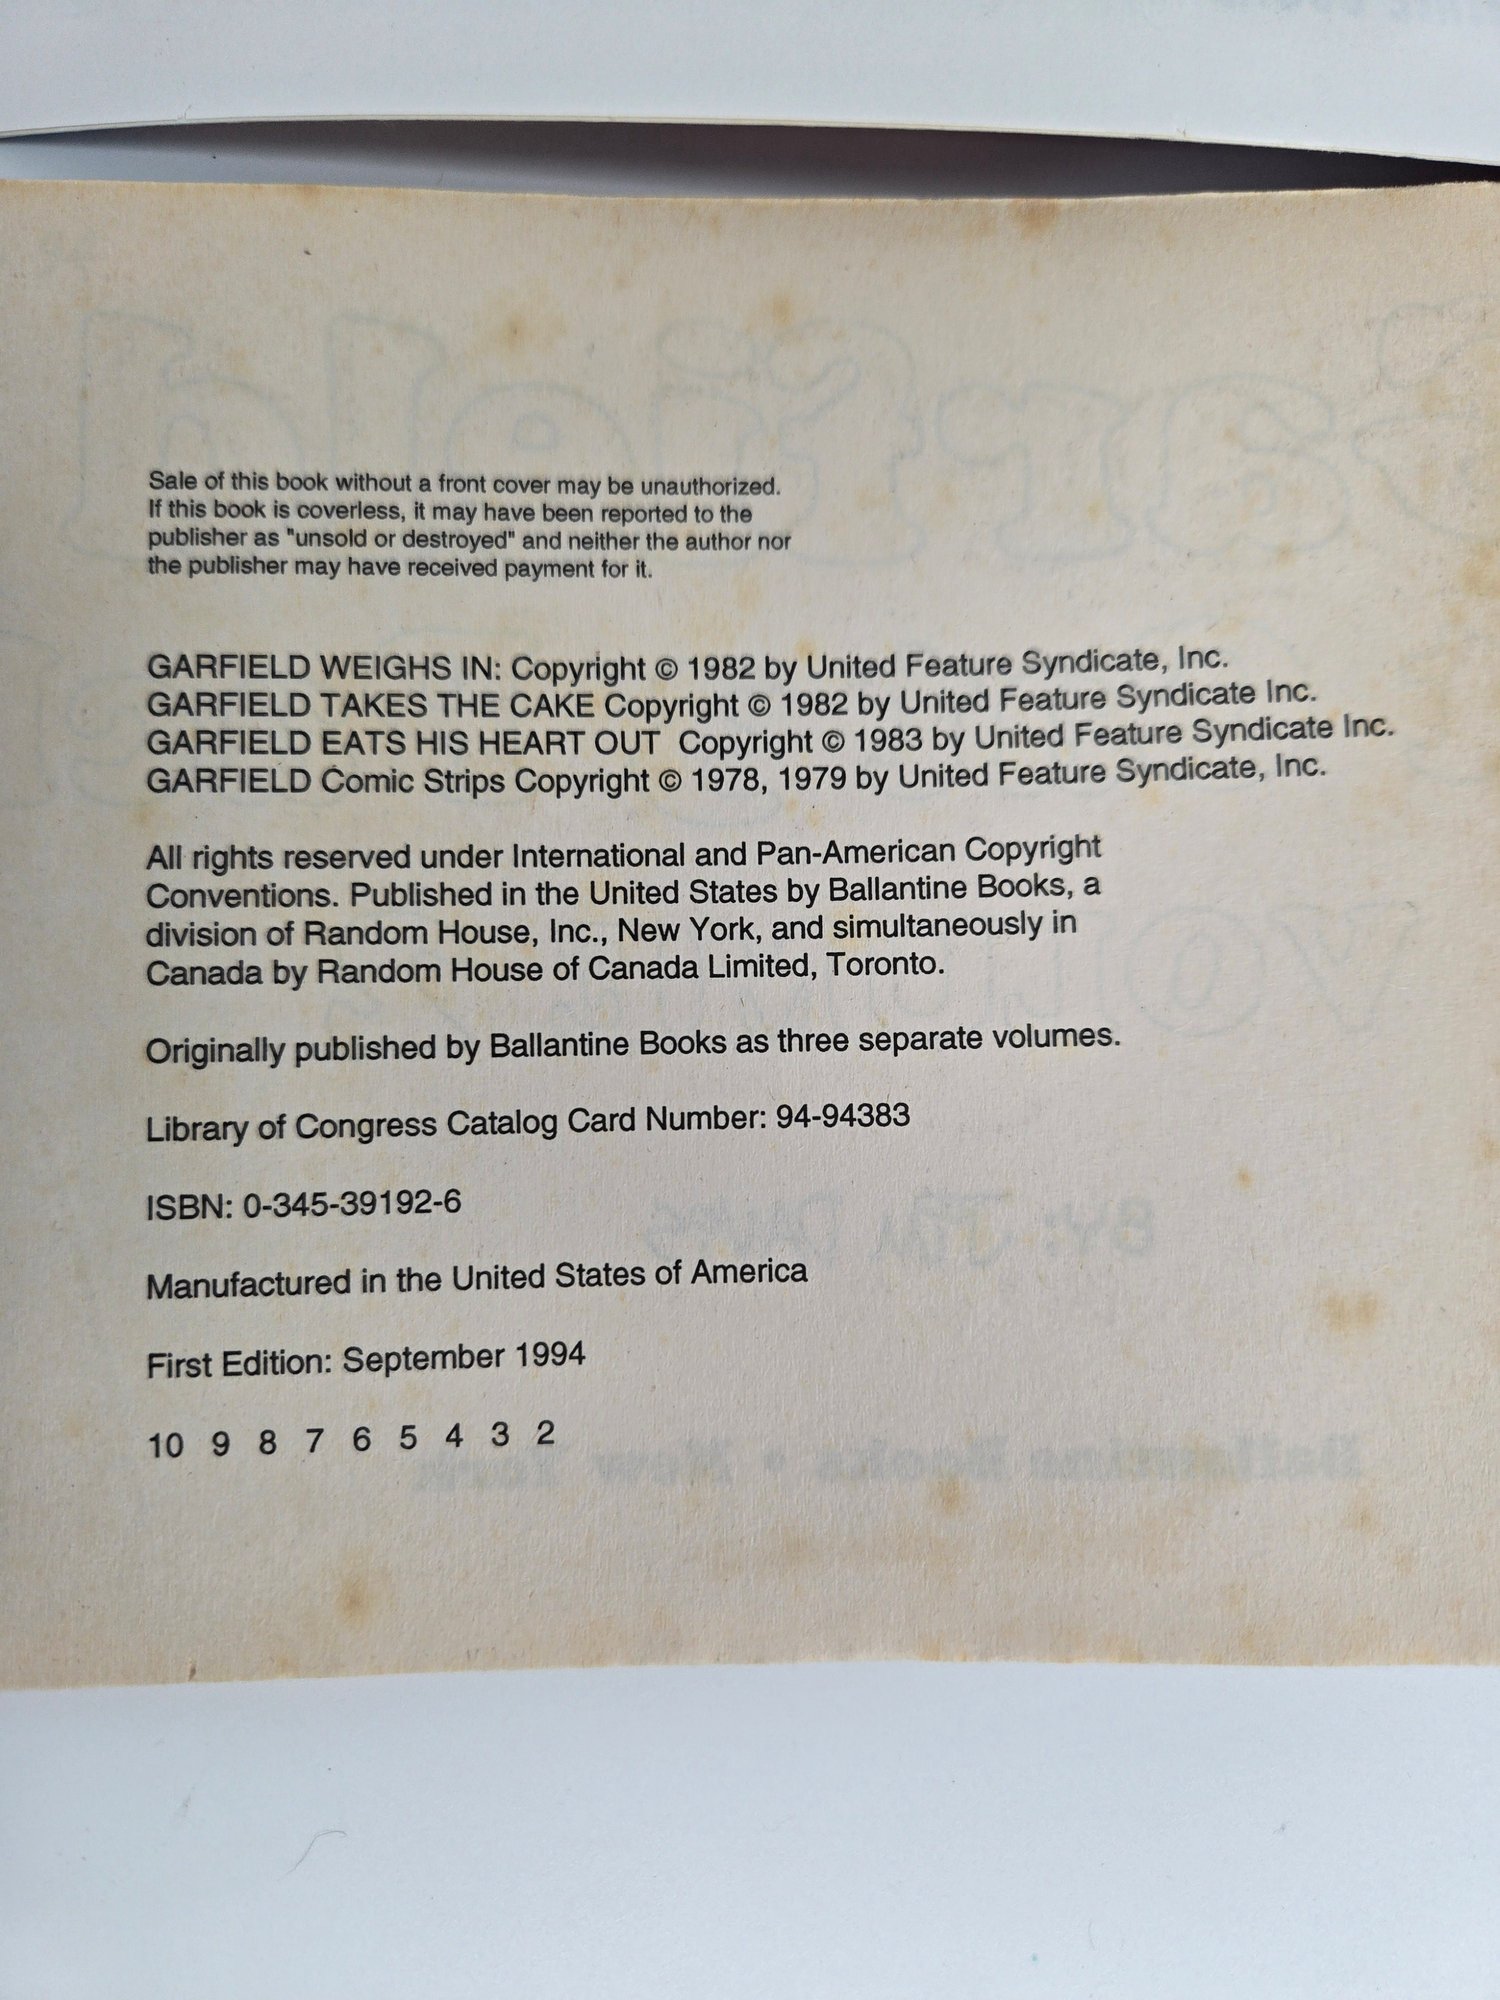 Sale of this book without a front cover may be unauthorized.
If this book is coverless, it may have been reported to the
publisher as "unsold or destroyed" and neither the author nor
the publisher may have received payment for it.
GARFIELD WEIGHS IN: Copyright © 1982 by United Feature Syndicate, Inc.
GARFIELD TAKES THE CAKE Copyright © 1982 by United Feature Syndicate Inc.
GARFIELD EATS HIS HEART OUT Copyright © 1983 by United Feature Syndicate Inc.
GARFIELD Comic Strips Copyright © 1978, 1979 by United Feature Syndicate, Inc.
All rights reserved under International and Pan-American Copyright
Conventions. Published in the United States by Ballantine Books, a
division of Random House, Inc., New York, and simultaneously in
Canada by Random House of Canada Limited, Toronto.
Originally published by Ballantine Books as three separate volumes.
Library of Congress Catalog Card Number: 94-94383
ISBN: 0-345-39192-6
Manufactured in the United States of America
First Edition: September 1994
10 9 8 7 6 5 4 3 2
BY: JIM DAVIS
Ballantine Books • New York